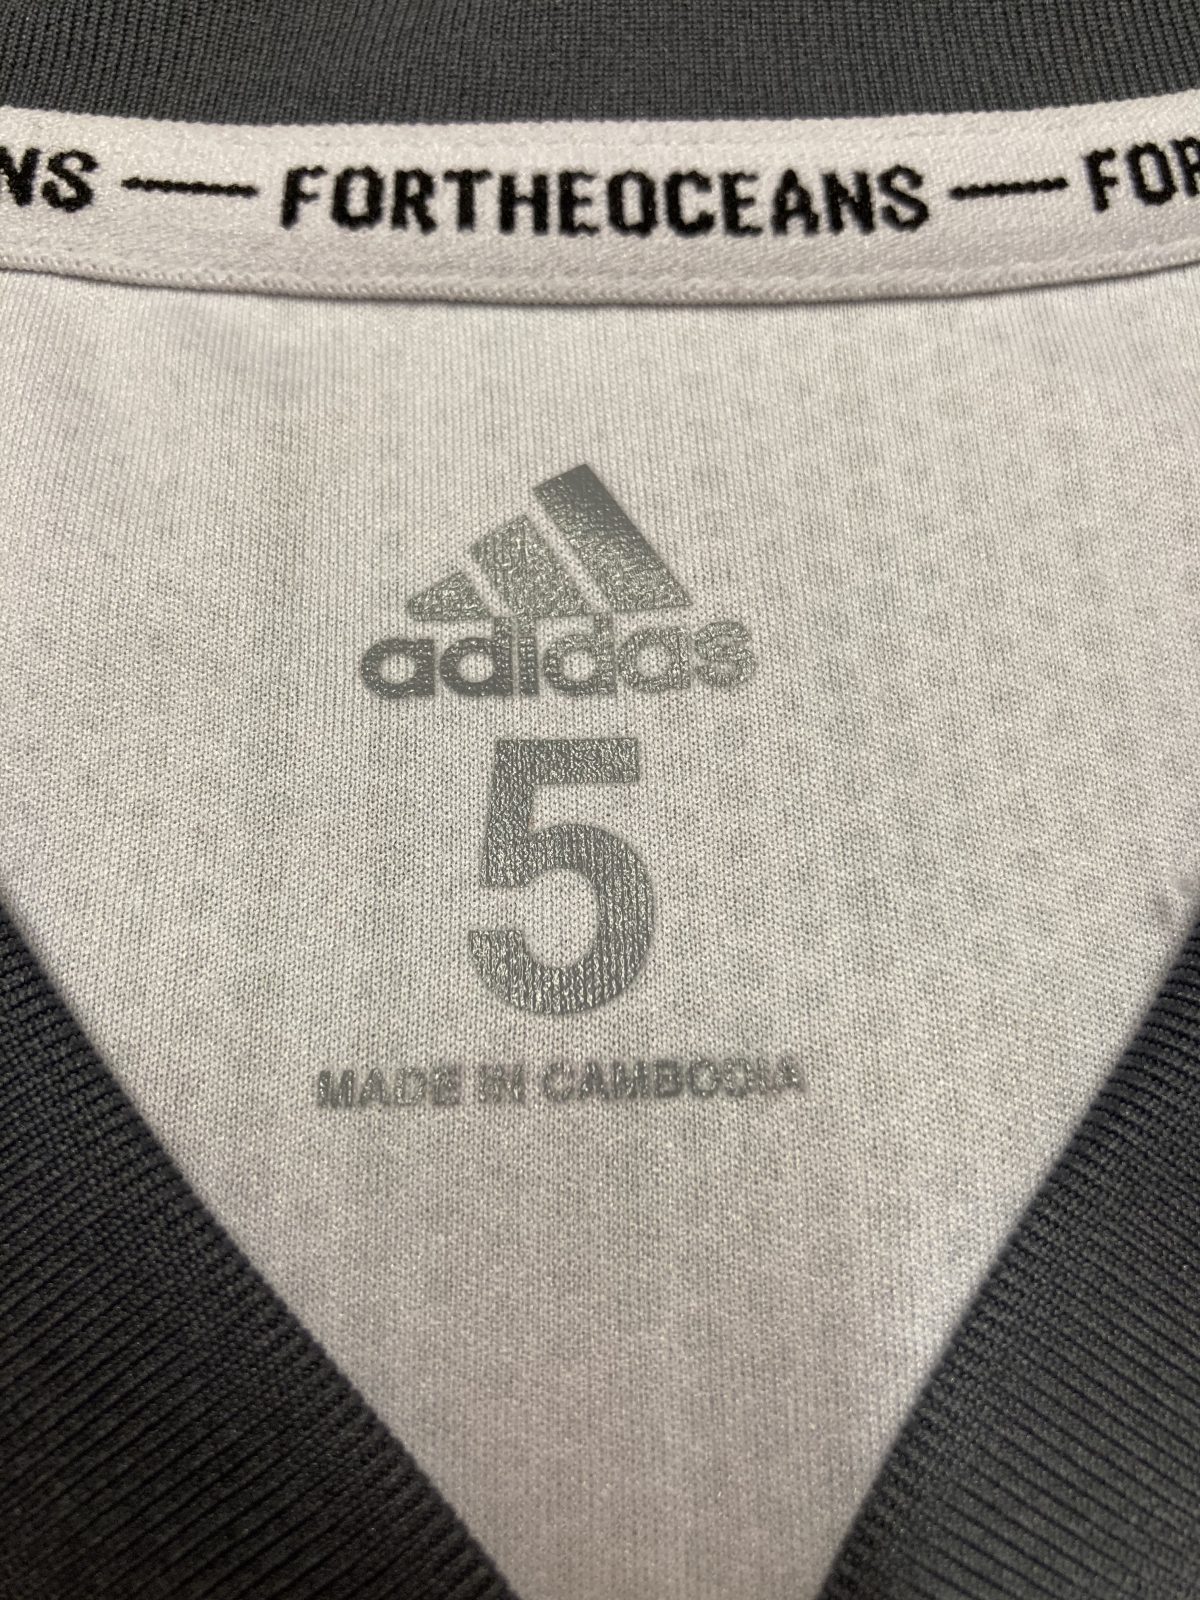 NS — FORTHEOCEANS — FOR
adidas
5
MADE IN CAMBODIA